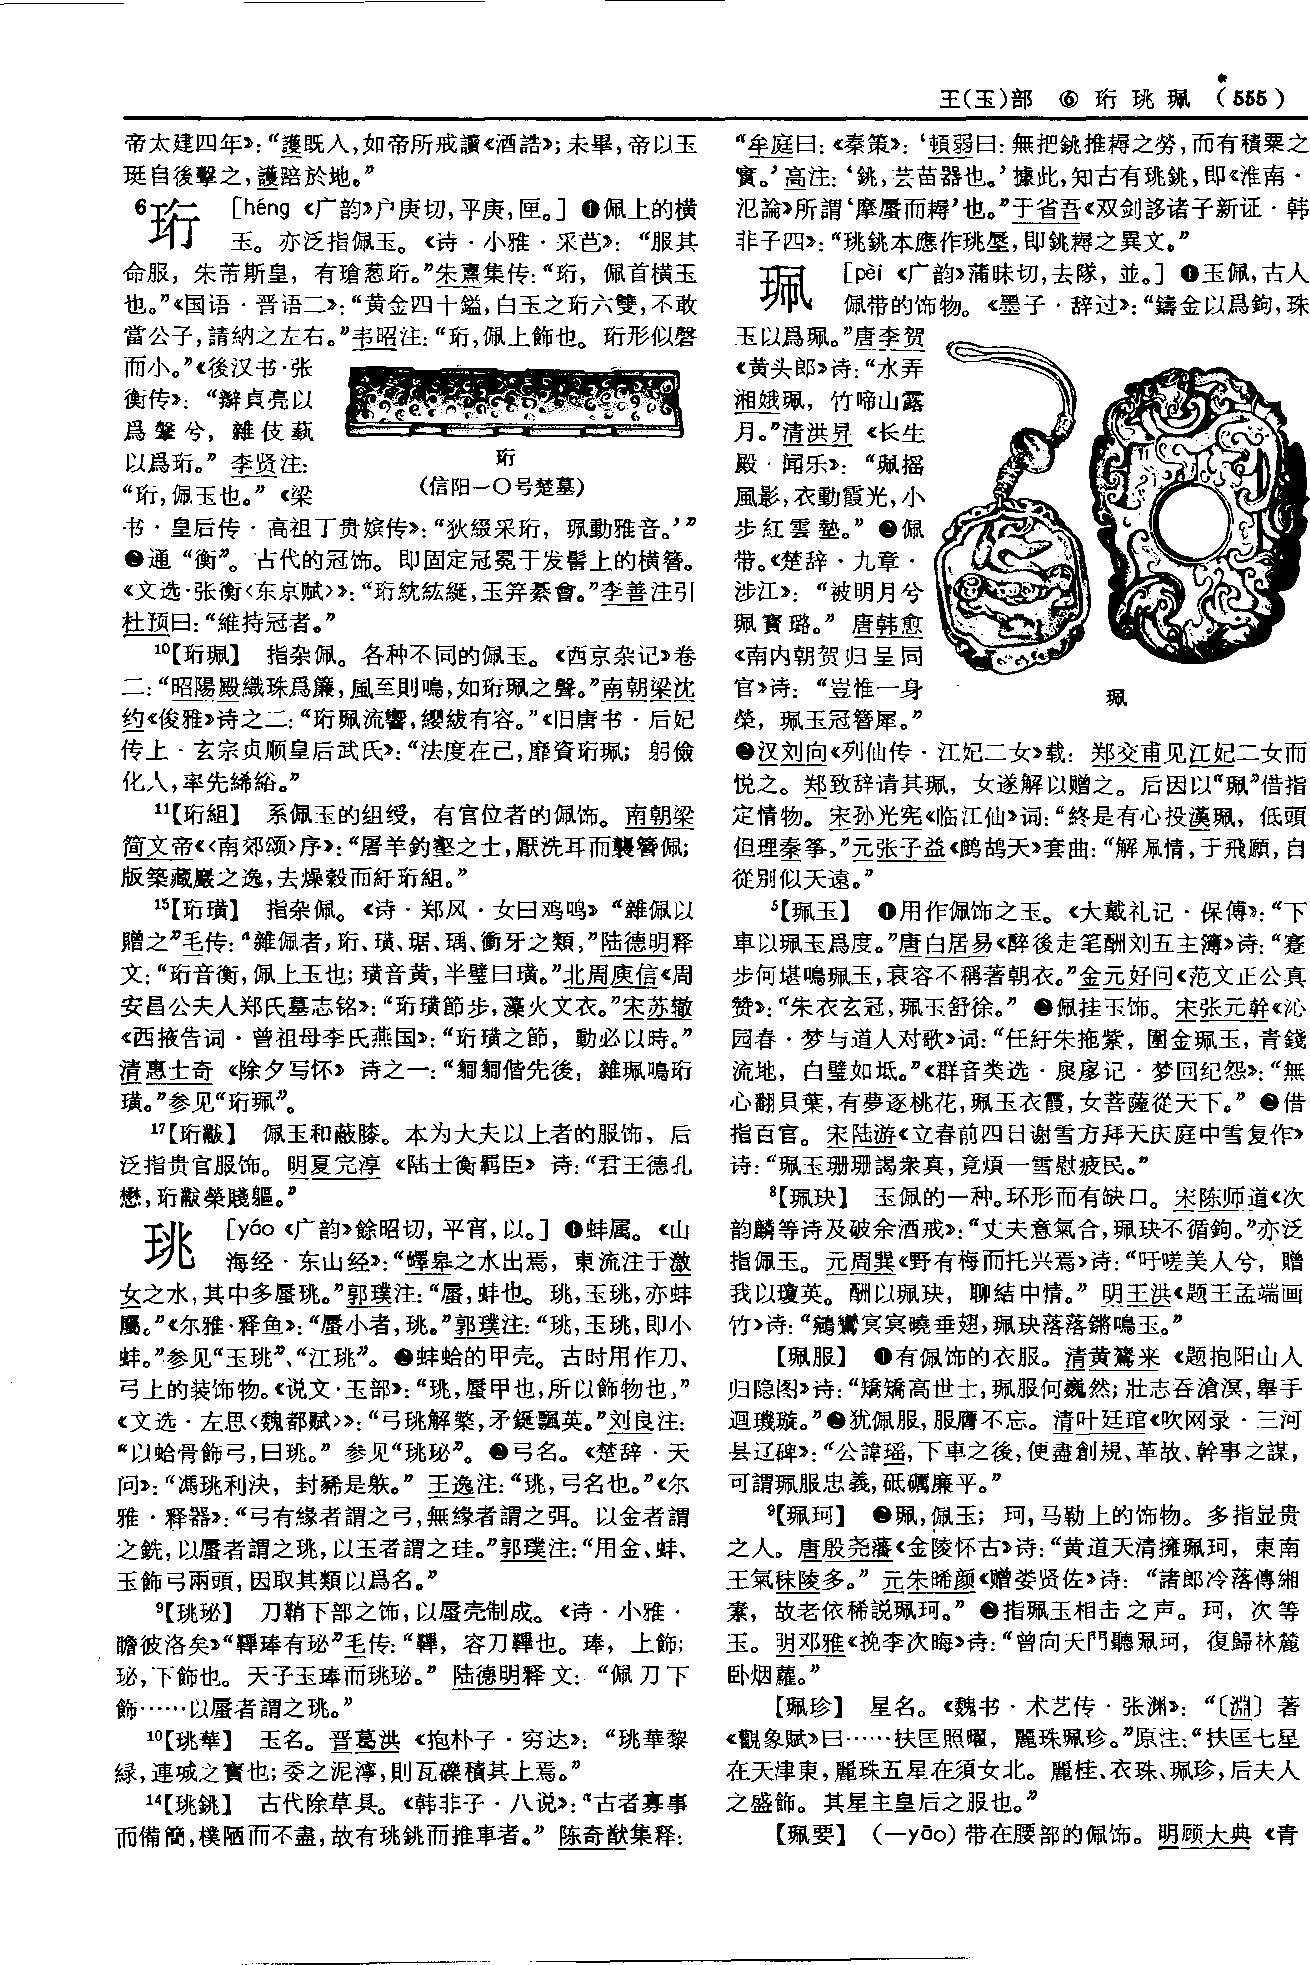 王(玉)部 ⑥ 珩 珧 珮 （555）
帝太建四年》：“護既入，如帝所戒讀《酒誥》；未畢，帝以玉
珽自後擊之，護踣於地。”
6珩 [héng《广韵》户庚切，平庚，匣。] ❶佩上的横
玉。亦泛指佩玉。《诗·小雅·采芑》：“服其
命服，朱芾斯皇，有瑲葱珩。”朱熹集传：“珩，佩首横玉
也。”《国语·晋语二》：“黄金四十鎰，白玉之珩六雙，不敢
當公子，請納之左右。”韦昭注：“珩，佩上飾也。珩形似磬
而小。”《後汉书·张
衡传》：“辮貞亮以
爲鞶兮，雜伎藝
以爲珩。”李贤注：
“珩，佩玉也。”《梁
珩
(信阳一〇号楚墓)
书·皇后传·高祖丁贵嫔传》：“狄綴采珩，珮動雅音。’”
❷通“衡”。古代的冠饰。即固定冠冕于发髻上的横簪。
《文选·张衡〈东京赋〉》：“珩紞紘綖，玉笄綦會。”李善注引
杜预曰：“維持冠者。”
10【珩珮】 指杂佩。各种不同的佩玉。《西京杂记》卷
二：“昭陽殿織珠爲簾，風至則鳴，如珩珮之聲。”南朝梁沈
约《俊雅》诗之二：“珩珮流響，纓紱有容。”《旧唐书·后妃
传上·玄宗贞顺皇后武氏》：“法度在己，靡資珩珮；躬儉
化人，率先絺綌。”
11【珩組】 系佩玉的组绶，有官位者的佩饰。南朝梁
简文帝《〈南郊颂〉序》：“屠羊釣壑之士，厭洗耳而襲簪佩；
版築藏巖之逸，去燥穀而紆珩組。”
15【珩璜】 指杂佩。《诗·郑风·女曰鸡鸣》“雜佩以
贈之”毛传：“雜佩者，珩、璜、琚、瑀、衝牙之類，”陆德明释
文：“珩音衡，佩上玉也；璜音黄，半璧曰璜。”北周庾信《周
安昌公夫人郑氏墓志铭》：“珩璜節步，藻火文衣。”宋苏辙
《西掖告词·曾祖母李氏燕国》：“珩璜之節，動必以時。”
清惠士奇《除夕写怀》诗之一：“翱翱偕先後，雜珮鳴珩
璜。”参见“珩珮”。
17【珩黻】 佩玉和蔽膝。本为大夫以上者的服饰，后
泛指贵官服饰。明夏完淳《陆士衡羁臣》诗：“君王德孔
懋，珩黻榮賤軀。”
珧 [yáo《广韵》餘昭切，平宵，以。] ❶蚌属。《山
海经·东山经》：“嶧皋之水出焉，東流注于激
女之水，其中多蜃珧。”郭璞注：“蜃，蚌也。珧，玉珧，亦蚌
屬。”《尔雅·释鱼》：“蜃小者，珧。”郭璞注：“珧，玉珧，即小
蚌。”参见“玉珧”、“江珧”。❷蚌蛤的甲壳。古时用作刀、
弓上的装饰物。《说文·玉部》：“珧，蜃甲也，所以飾物也，”
《文选·左思〈魏都赋〉》：“弓珧解檠，矛鋋飄英。”刘良注：
“以蛤骨飾弓，曰珧。”参见“珧珌”。❸弓名。《楚辞·天
问》：“馮珧利決，封豨是䠶。”王逸注：“珧，弓名也。”《尔
雅·释器》：“弓有緣者謂之弓，無緣者謂之弭。以金者謂
之銑，以蜃者謂之珧，以玉者謂之珪。”郭璞注：“用金、蚌、
玉飾弓兩頭，因取其類以爲名。”
9【珧珌】 刀鞘下部之饰，以蜃壳制成。《诗·小雅·
瞻彼洛矣》“鞸琫有珌”毛传：“鞸，容刀鞸也。琫，上飾；
珌，下飾也。天子玉琫而珧珌。”陆德明释文：“佩刀下
飾……以蜃者謂之珧。”
10【珧華】 玉名。晋葛洪《抱朴子·穷达》：“珧華黎
緑，連城之寶也；委之泥濘，則瓦礫積其上焉。”
14【珧銚】 古代除草具。《韩非子·八说》：“古者寡事
而備簡，樸陋而不盡，故有珧銚而推車者。”陈奇猷集释：
“牟庭曰：《秦策》：‘頓弱曰：無把銚推耨之勞，而有積粟之
實。’高注：‘銚，芸苗器也。’據此，知古有珧銚，即《淮南·
氾論》所謂‘摩蜃而耨’也。”于省吾《双剑誃诸子新证·韩
非子四》：“珧銚本應作珧垕，即銚耨之異文。”
珮 [pèi《广韵》蒲昧切，去隊，並。] ❶玉佩，古人
佩带的饰物。《墨子·辞过》：“鑄金以爲鉤，珠
玉以爲珮。”唐李贺
《黄头郎》诗：“水弄
湘娥珮，竹啼山露
月。”清洪昇《长生
殿·闻乐》：“珮摇
風影，衣動霞光，小
步紅雲墊。”❷佩
带。《楚辞·九章·
涉江》：“被明月兮
珮寳璐。”唐韩愈
《南内朝贺归呈同
官》诗：“豈惟一身
榮，珮玉冠簪犀。”
珮
❸汉刘向《列仙传·江妃二女》载：郑交甫见江妃二女而
悦之。郑致辞请其珮，女遂解以赠之。后因以“珮”借指
定情物。宋孙光宪《临江仙》词：“終是有心投漢珮，低頭
但理秦筝，”元张子益《鹧鸪天》套曲：“解珮情，于飛願，自
從別似天遠。”
5【珮玉】 ❶用作佩饰之玉。《大戴礼记·保傅》：“下
車以珮玉爲度。”唐白居易《醉後走笔酬刘五主簿》诗：“蹇
步何堪鳴珮玉，衰容不稱著朝衣。”金元好问《范文正公真
赞》：“朱衣玄冠，珮玉舒徐。” ❷佩挂玉饰。宋张元幹《沁
园春·梦与道人对歌》词：“任紆朱拖紫，圍金珮玉，青錢
流地，白璧如坻。”《群音类选·扊扅记·梦回纪怨》：“無
心翻貝葉，有夢逐桃花，珮玉衣霞，女菩薩從天下。” ❸借
指百官。宋陆游《立春前四日谢雪方拜天庆庭中雪复作》
诗：“珮玉珊珊謁衆真，竟煩一雪慰疲民。”
8【珮玦】 玉佩的一种。环形而有缺口。宋陈师道《次
韵麟等诗及破余酒戒》：“丈夫意氣合，珮玦不循鉤。”亦泛
指佩玉。元周巽《野有梅而托兴焉》诗：“吁嗟美人兮，贈
我以瓊英。酬以珮玦，聊結中情。”明王洪《题王孟端画
竹》诗：“鵷鸞冥冥曉垂翅，珮玦落落鏘鳴玉。”
【珮服】 ❶有佩饰的衣服。清黄鷟来《题抱阳山人
归隐图》诗：“矯矯高世士，珮服何巍然；壯志吞滄溟，舉手
迴璣璇。”❷犹佩服，服膺不忘。清叶廷琯《吹网录·三河
县辽碑》：“公諱瑶，下車之後，便盡創規、革故、幹事之謀，
可謂珮服忠義，砥礪廉平。”
9【珮珂】 ❶珮，佩玉；珂，马勒上的饰物。多指显贵
之人。唐殷尧藩《金陵怀古》诗：“黄道天清擁珮珂，東南
王氣秣陵多。”元朱晞颜《赠娄贤佐》诗：“諸郎冷落傳緗
素，故老依稀説珮珂。”❷指珮玉相击之声。珂，次等
玉。明邓雅《挽李次晦》诗：“曾向天門聽珮珂，復歸林麓
卧烟蘿。”
【珮珍】 星名。《魏书·术艺传·张渊》：“〔淵〕著
《觀象賦》曰……扶匡照曜，麗珠珮珍。”原注：“扶匡七星
在天津東，麗珠五星在須女北。麗桂、衣珠、珮珍，后夫人
之盛飾。其星主皇后之服也。”
【珮要】 （—yāo）带在腰部的佩饰。明顾大典《青